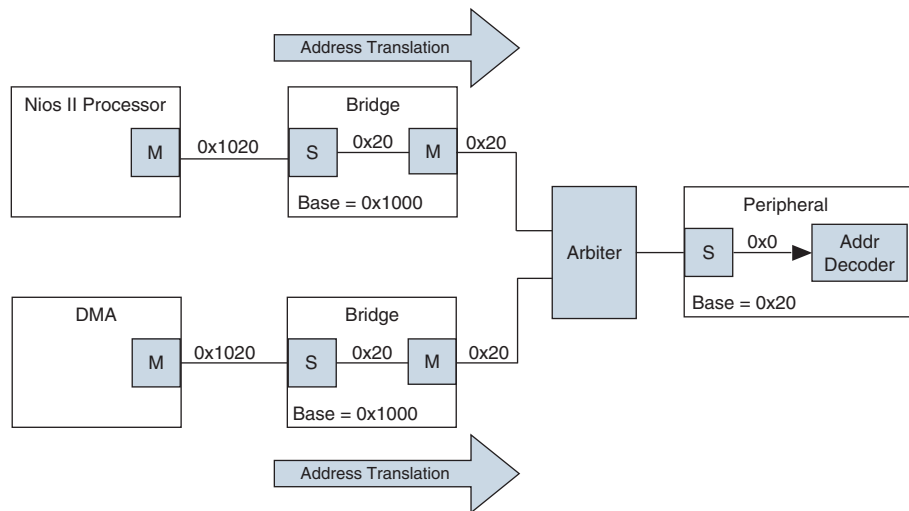 Address Translation
Nios II Processor
M
0x1020
Bridge
S
0x20
M
0x20
Base = 0x1000
Arbiter
Peripheral
S
0x0
Addr
Decoder
Base = 0x20
DMA
M
0x1020
Bridge
S
0x20
M
0x20
Base = 0x1000
Address Translation